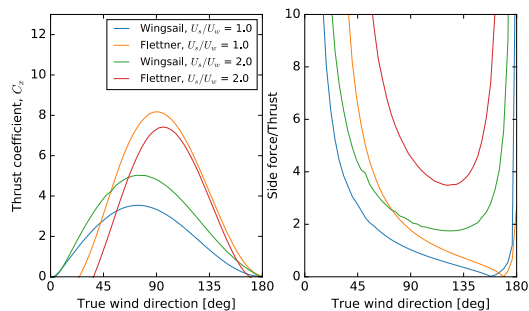 Wingsail, U_s/U_w = 1.0
Flettner, U_s/U_w = 1.0
Wingsail, U_s/U_w = 2.0
Flettner, U_s/U_w = 2.0
Thrust coefficient, C_x
12
10
8
6
4
2
0
0 45 90 135 180
True wind direction [deg]
Side force/Thrust
10
8
6
4
2
0
0 45 90 135 180
True wind direction [deg]